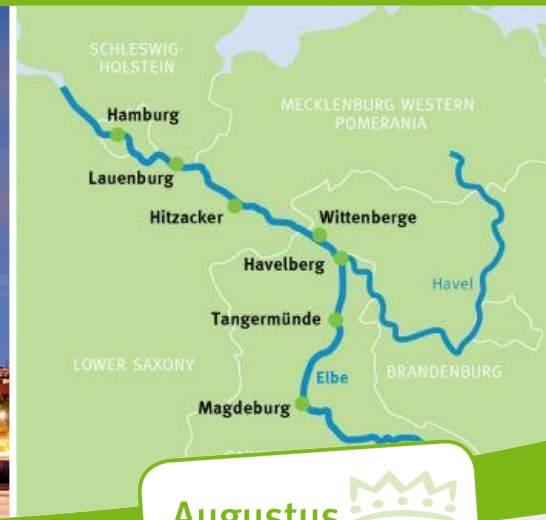 SCHLESWIG-
HOLSTEIN
MECKLENBURG WESTERN
POMERANIA
Hamburg
Lauenburg
Hitzacker
Wittenberge
Havelberg
Havel
Tangermünde
LOWER SAXONY
Elbe
BRANDENBURG
Magdeburg
Augustus